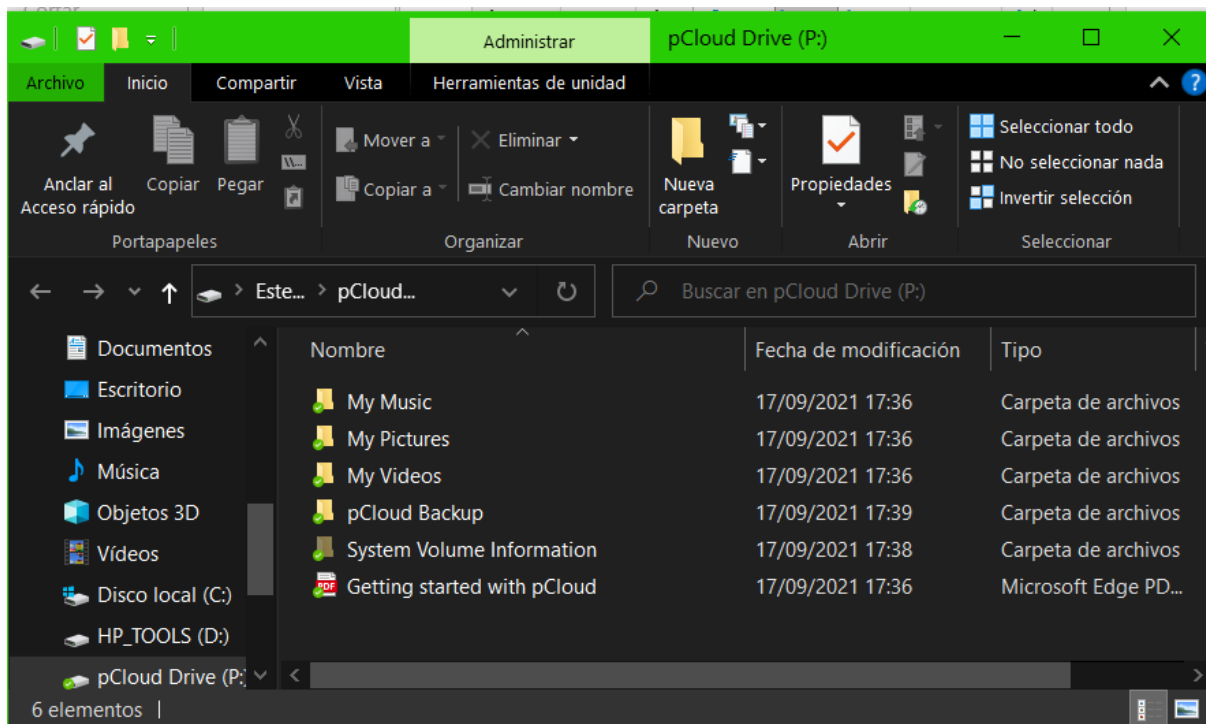 Administrar
pCloud Drive (P:)
Archivo
Inicio
Compartir
Vista
Herramientas de unidad
?
Anclar al
Acceso rápido
Copiar
Pegar
W...
Mover a
Copiar a
Eliminar
Cambiar nombre
Nueva
carpeta
Propiedades
Seleccionar todo
No seleccionar nada
Invertir selección
Portapapeles
Organizar
Nuevo
Abrir
Seleccionar
Este... > pCloud...
Buscar en pCloud Drive (P:)
Documentos
Escritorio
Imágenes
Música
Objetos 3D
Vídeos
Disco local (C:)
HP_TOOLS (D:)
pCloud Drive (P:)
Nombre Fecha de modificación Tipo
My Music 17/09/2021 17:36 Carpeta de archivos
My Pictures 17/09/2021 17:36 Carpeta de archivos
My Videos 17/09/2021 17:36 Carpeta de archivos
pCloud Backup 17/09/2021 17:39 Carpeta de archivos
System Volume Information 17/09/2021 17:38 Carpeta de archivos
PDF Getting started with pCloud 17/09/2021 17:36 Microsoft Edge PD...
6 elementos